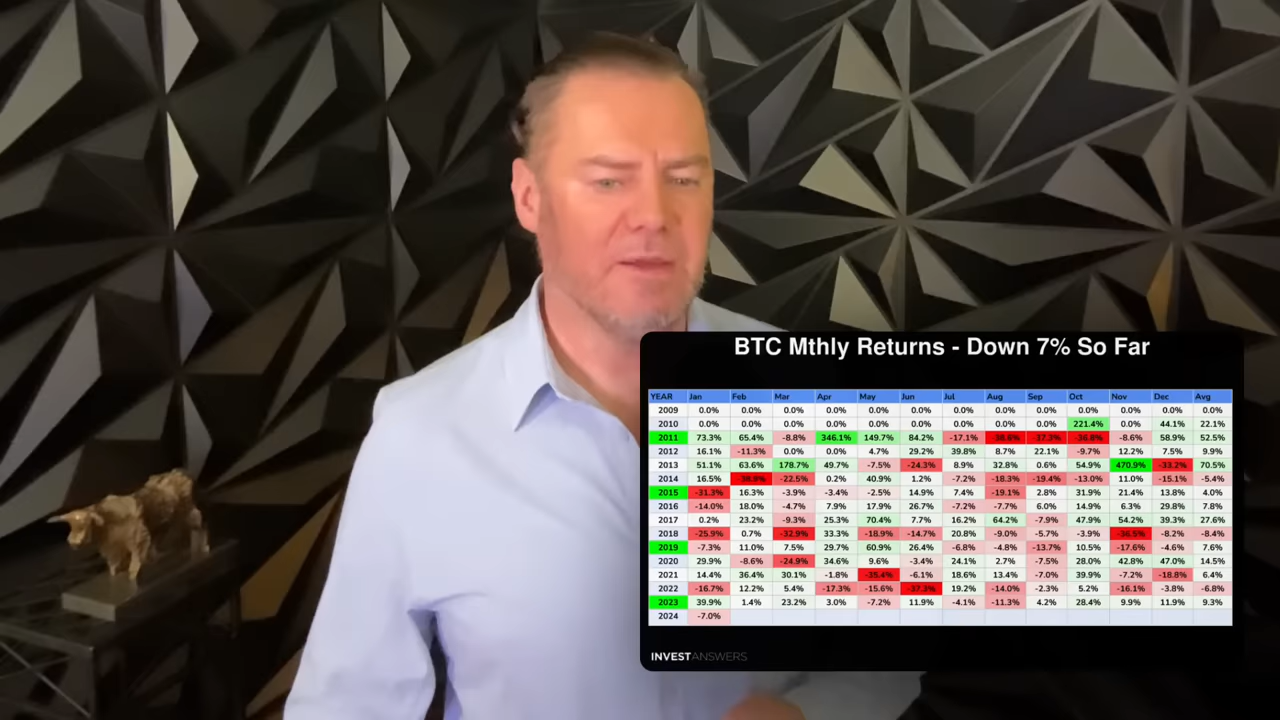 BTC Mthly Returns - Down 7% So Far
YEAR Jan Feb Mar Apr May Jun Jul Aug Sep Oct Nov Dec Avg
2009 0.0% 0.0% 0.0% 0.0% 0.0% 0.0% 0.0% 0.0% 0.0% 0.0% 0.0% 0.0% 0.0%
2010 0.0% 0.0% 0.0% 0.0% 0.0% 0.0% 0.0% 0.0% 0.0% 221.4% 0.0% 44.1% 22.1%
2011 73.3% 65.4% -8.8% 346.1% 149.7% 84.2% -17.1% -37.3% -8.6% 58.9% 52.5%
2012 16.1% -11.3% 0.0% 0.0% 4.7% 29.2% 39.8% 8.7% 22.1% -9.7% 12.2% 7.5% 9.9%
2013 51.1% 63.6% 178.7% 49.7% -7.5% -24.3% 8.9% 32.8% 0.6% 54.9% 470.9% -33.2% 70.5%
2014 16.5% -22.5% 0.2% 40.9% 1.2% -7.2% -18.3% -19.4% -13.0% 11.0% -15.1% -5.4%
2015 -31.3% 16.3% -3.9% -3.4% -2.5% 14.9% 7.4% -19.1% 2.8% 31.9% 21.4% 13.8% 4.0%
2016 -14.0% 18.0% -4.7% 7.9% 17.9% 26.7% -7.2% -7.7% 6.0% 14.9% 6.3% 29.8% 7.8%
2017 0.2% 23.2% -9.3% 25.3% 70.4% 7.7% 16.2% 64.2% -7.9% 47.9% 54.2% 39.3% 27.6%
2018 -25.9% 0.7% -32.9% 33.3% -18.9% -14.7% 20.8% -9.0% -5.7% -3.9% -36.5% -8.2% -8.4%
2019 -7.3% 11.0% 7.5% 29.7% 60.9% 26.4% -6.8% -4.8% -13.7% 10.5% -17.6% -4.6% 7.6%
2020 29.9% -8.6% -24.9% 34.6% 9.6% -3.4% 24.1% 2.7% -7.5% 28.0% 42.8% 47.0% 14.5%
2021 14.4% 36.4% 30.1% -1.8% -35.4% -6.1% 18.6% 13.4% -7.0% 39.9% -7.2% -18.8% 6.4%
2022 -16.7% 12.2% 5.4% -17.3% -15.6% -37.3% 19.2% -14.0% -2.3% 5.2% -16.1% -3.8% -6.8%
2023 39.9% 1.4% 23.2% 3.0% -7.2% 11.9% -4.1% -11.3% 4.2% 28.4% 9.9% 11.9% 9.3%
2024 -7.0%
INVESTANSWERS